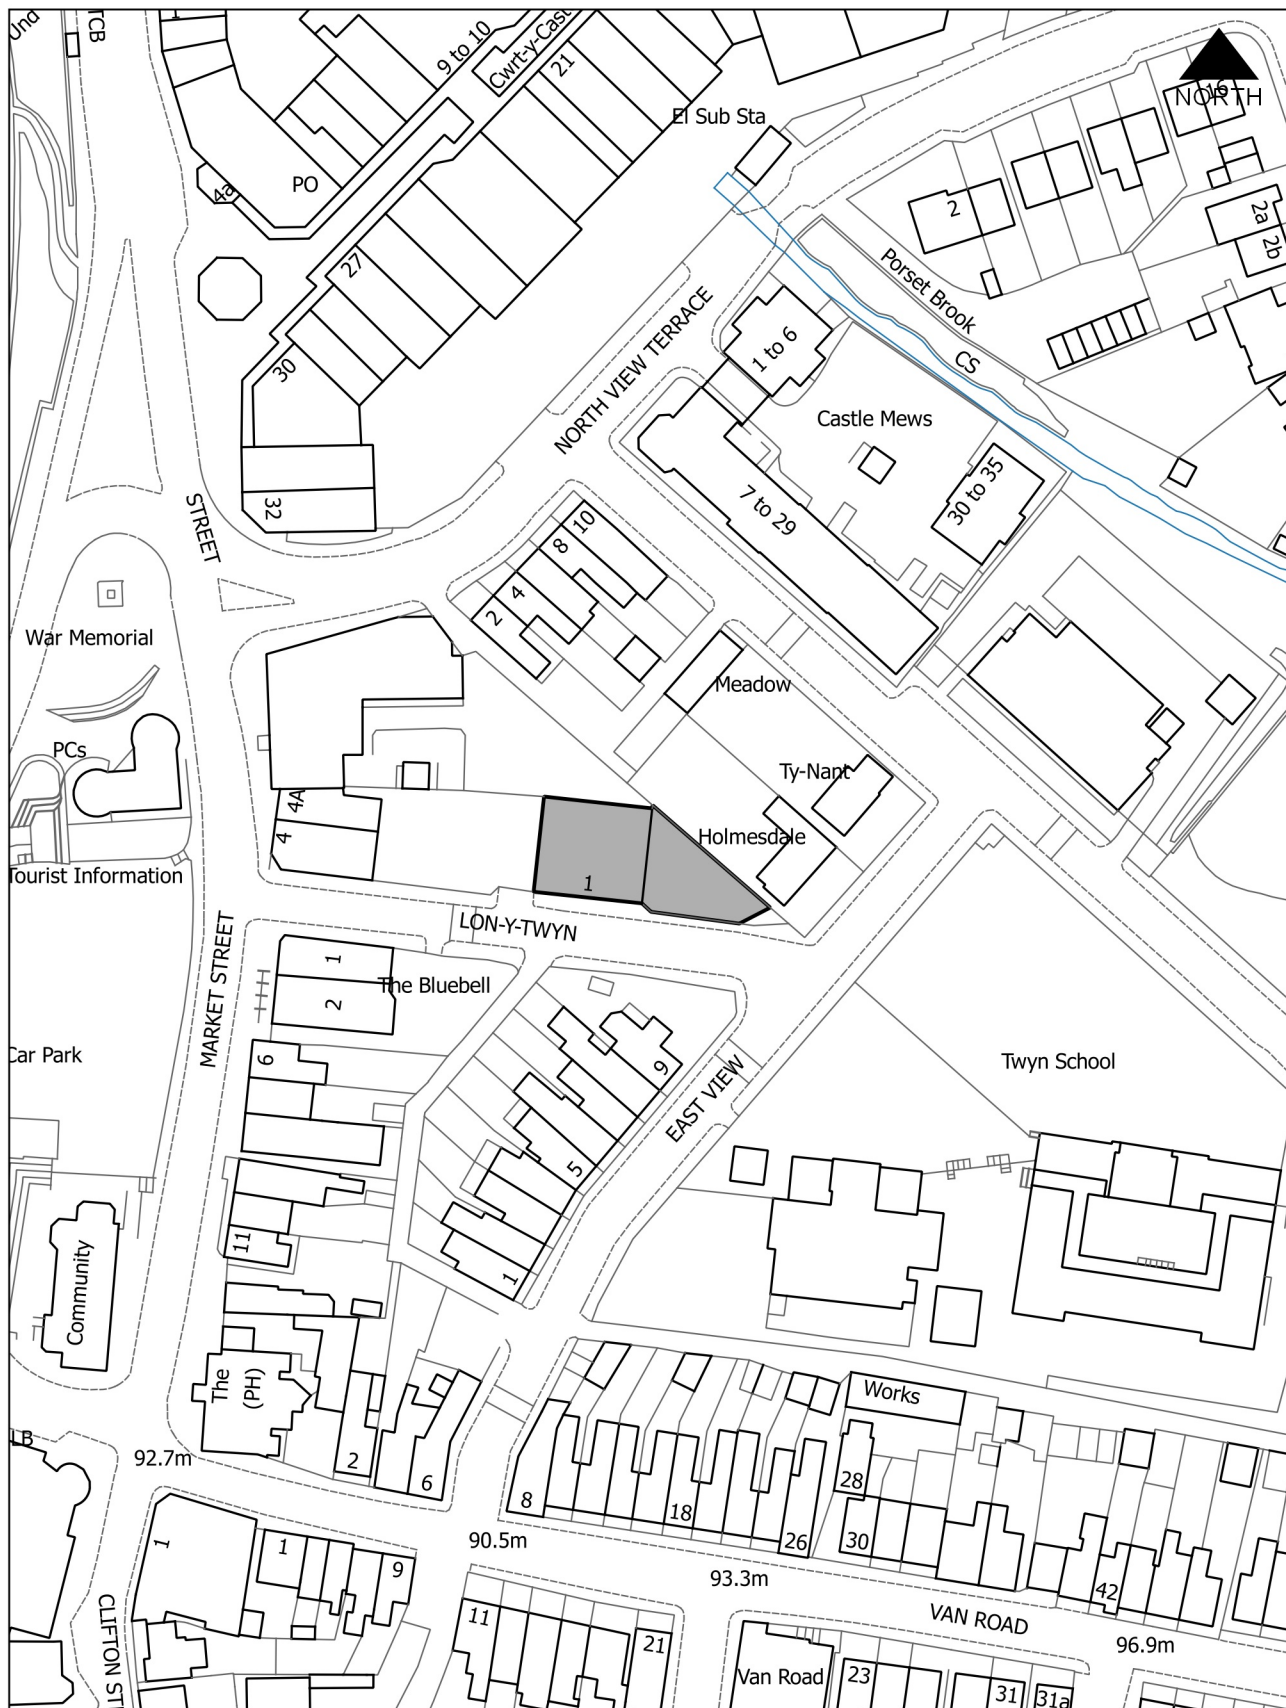 Und
TCB
1
9 to 10
Cwrt-y-Cast
21
NORTH
16
El Sub Sta
PO
4a
2
2a
2b
27
Porset Brook
CS
30
NORTH VIEW TERRACE
1 to 6
Castle Mews
32
STREET
7 to 29
30 to 35
10
8
4
2
War Memorial
Meadow
PCs
Ty-Nant
4A
4
Holmesdale
1
Tourist Information
LON-Y-TWYN
MARKET STREET
1
2
The Bluebell
6
9
Car Park
Twyn School
EAST VIEW
5
11
1
Community
The
(PH)
Works
LB
92.7m
2
6
8
18
26
28
30
42
1
1
9
90.5m
93.3m
VAN ROAD
96.9m
CLIFTON ST
11
21
Van Road
23
31
31a